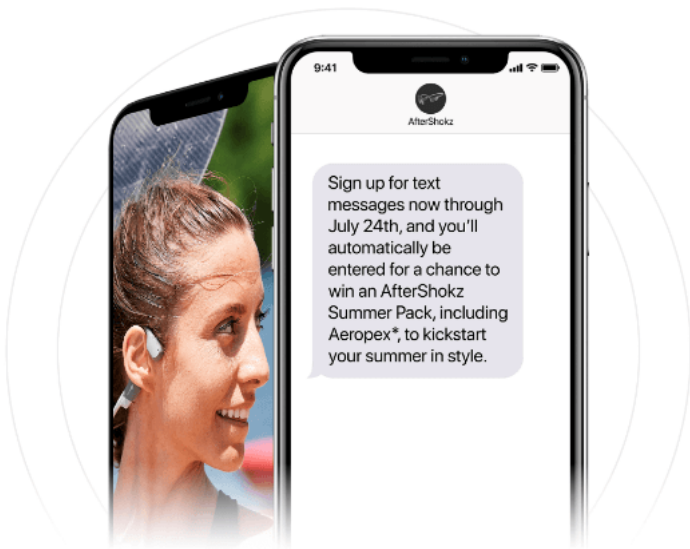 9:41
AfterShokz
Sign up for text
messages now through
July 24th, and you'll
automatically be
entered for a chance to
win an AfterShokz
Summer Pack, including
Aeropex*, to kickstart
your summer in style.